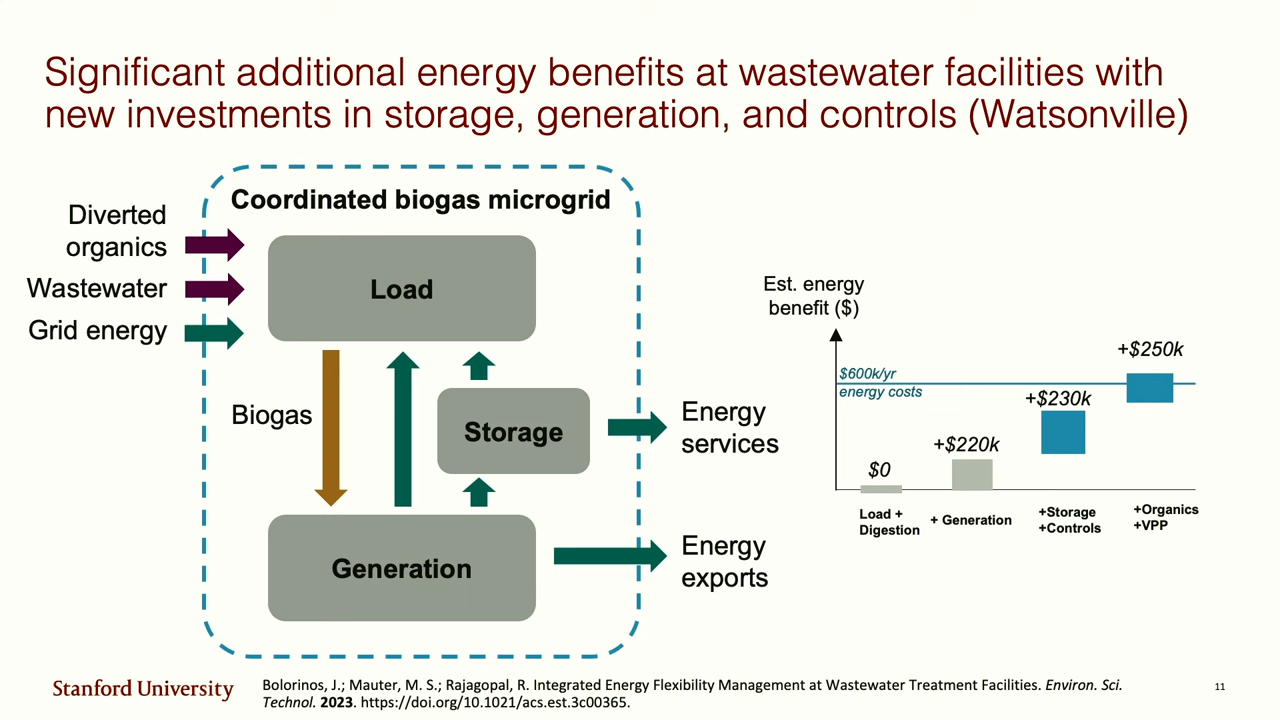 Significant additional energy benefits at wastewater facilities with
new investments in storage, generation, and controls (Watsonville)
Coordinated biogas microgrid
Diverted
organics
Wastewater
Grid energy
Load
Biogas
Storage
Generation
Energy
services
Energy
exports
Est. energy
benefit ($)
$600k/yr
energy costs
$0
+$220k
+$230k
+$250k
Load +
Digestion
+ Generation
+Storage
+Controls
+Organics
+VPP
Stanford University
Bolorinos, J.; Mauter, M. S.; Rajagopal, R. Integrated Energy Flexibility Management at Wastewater Treatment Facilities. Environ. Sci.
Technol. 2023. https://doi.org/10.1021/acs.est.3c00365.
11